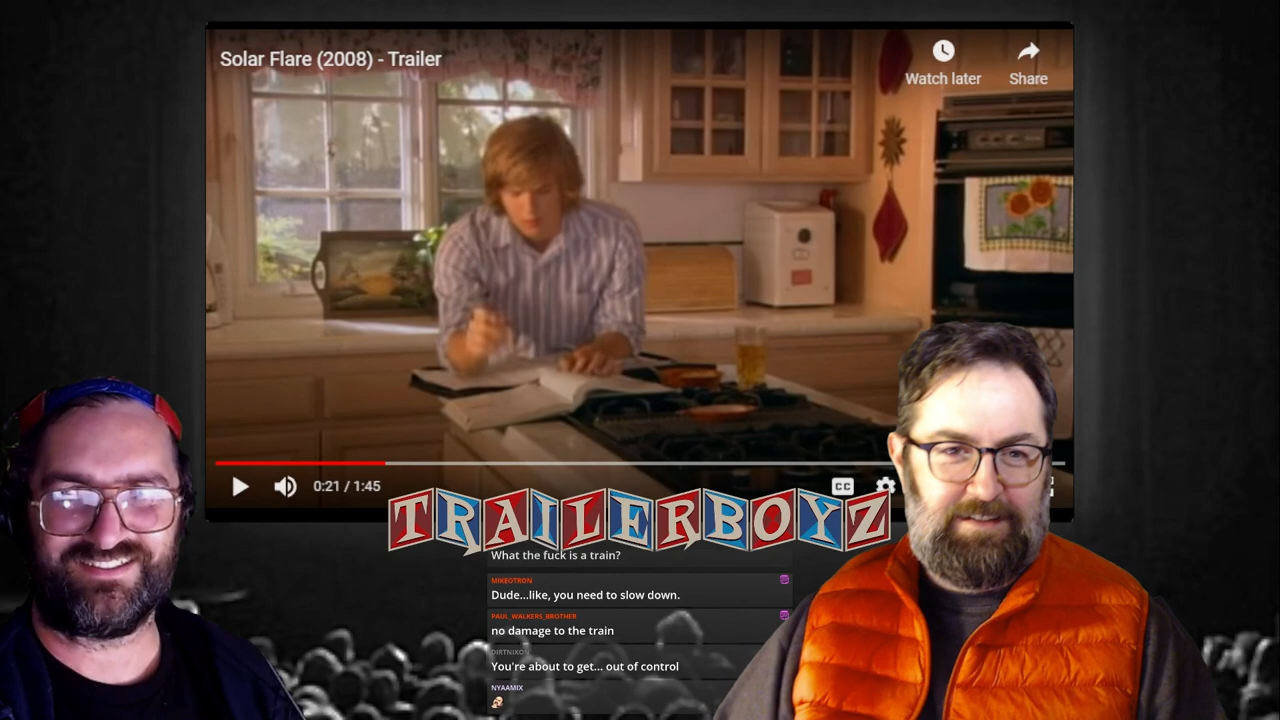 Solar Flare (2008) - Trailer
Watch later
Share
0:21 / 1:45
CC
TRAILERBOYZ
What the fuck is a train?
MIKEOTRON
Dude...like, you need to slow down.
PAUL_WALKERS_BROTHER
no damage to the train
DIRTNIXON
You're about to get... out of control
NYAAMIX